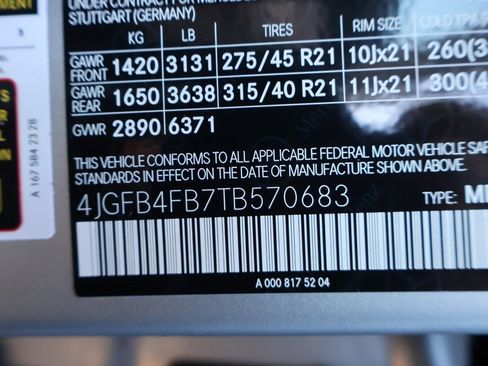 STUTTGART (GERMANY)
KG LB TIRES RIM SIZE COLD
GAWR FRONT 1420 3131 275/45 R21 10Jx21 260(3
GAWR REAR 1650 3638 315/40 R21 11Jx21 300(4
GVWR 2890 6371
THIS VEHICLE CONFORMS TO ALL APPLICABLE FEDERAL MOTOR VEHICLE SAF
STANDARDS IN EFFECT ON THE DATE OF MANUFACTURE SHOWN ABOVE.
4JGFB4FB7TB570683 TYPE:
A 000 817 52 04
A 167 584 23 28
3